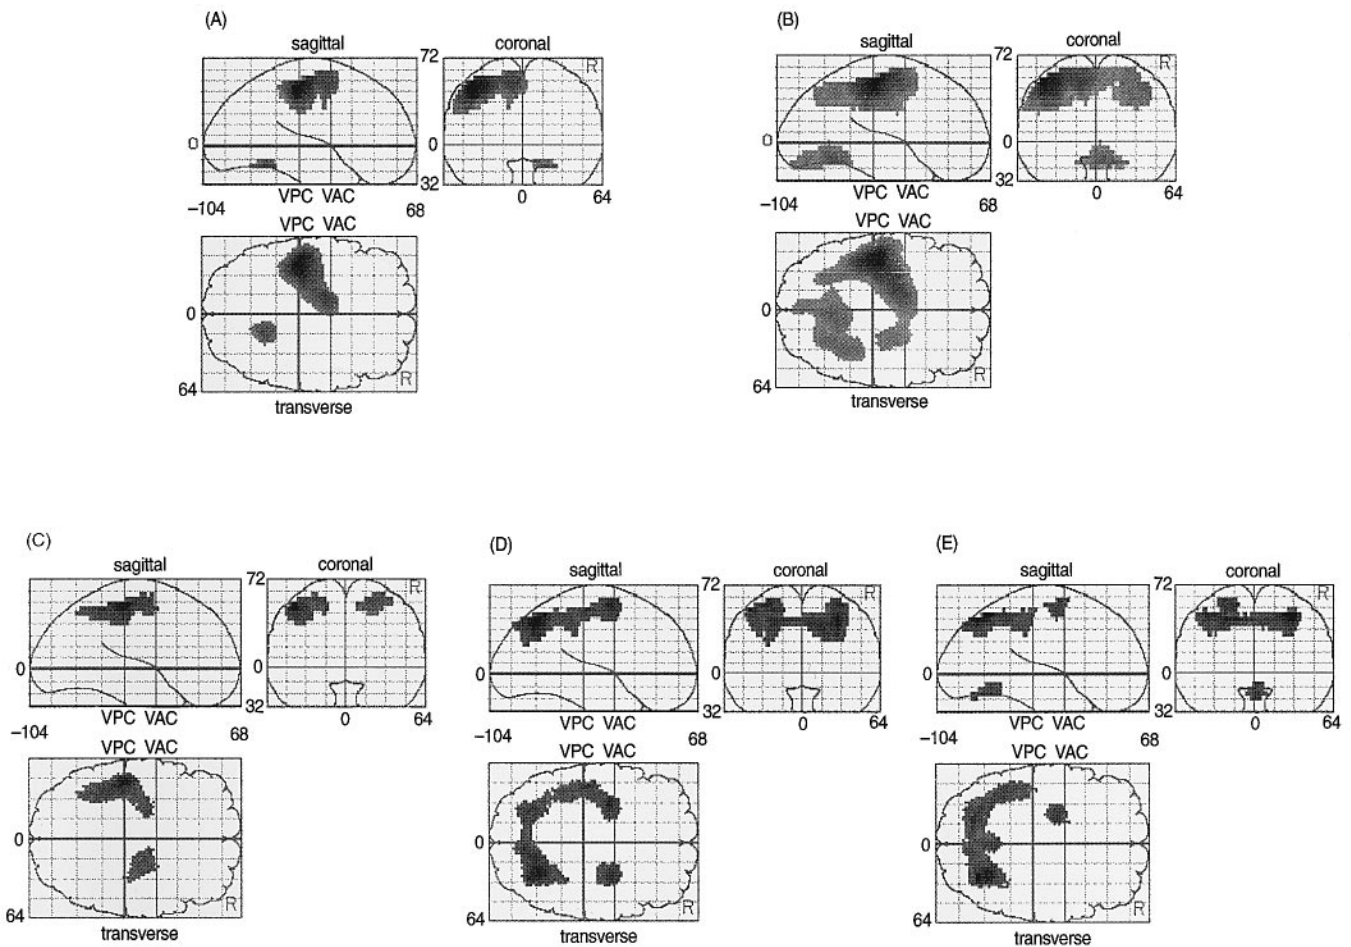 (A)
sagittal
coronal
72
R
0
0
32
VPC VAC
0
64
–104
68
VPC VAC
0
64
R
transverse
(B)
sagittal
coronal
72
R
0
0
32
VPC VAC
0
64
–104
68
VPC VAC
0
64
R
transverse
(C)
sagittal
coronal
72
R
0
0
32
VPC VAC
0
64
–104
68
VPC VAC
0
64
R
transverse
(D)
sagittal
coronal
72
R
0
0
32
VPC VAC
0
64
–104
68
VPC VAC
0
64
R
transverse
(E)
sagittal
coronal
72
R
0
0
32
VPC VAC
0
64
–104
68
VPC VAC
0
64
R
transverse